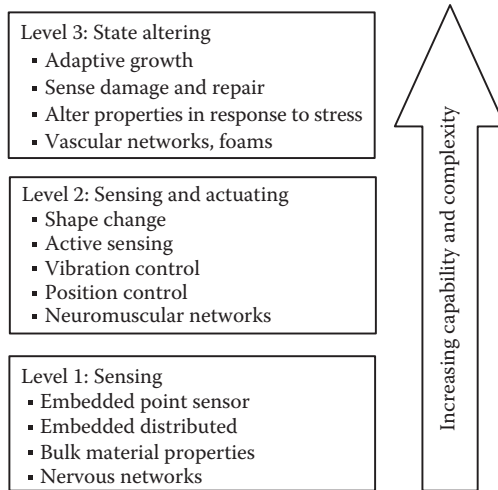 Level 3: State altering
▪ Adaptive growth
▪ Sense damage and repair
▪ Alter properties in response to stress
▪ Vascular networks, foams
Level 2: Sensing and actuating
▪ Shape change
▪ Active sensing
▪ Vibration control
▪ Position control
▪ Neuromuscular networks
Level 1: Sensing
▪ Embedded point sensor
▪ Embedded distributed
▪ Bulk material properties
▪ Nervous networks
Increasing capability and complexity